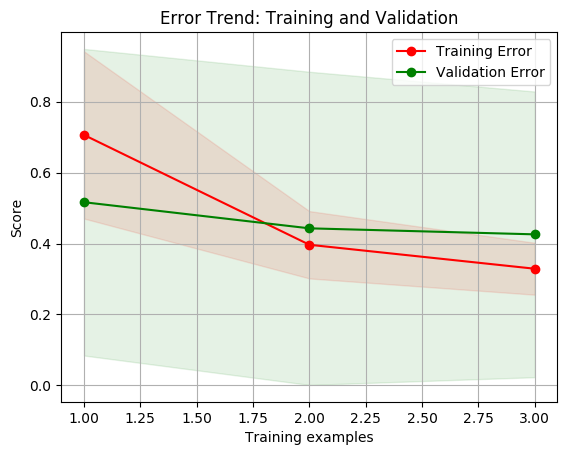 Error Trend: Training and Validation
Training Error
Validation Error
Score
0.8
0.6
0.4
0.2
0.0
1.00 1.25 1.50 1.75 2.00 2.25 2.50 2.75 3.00
Training examples